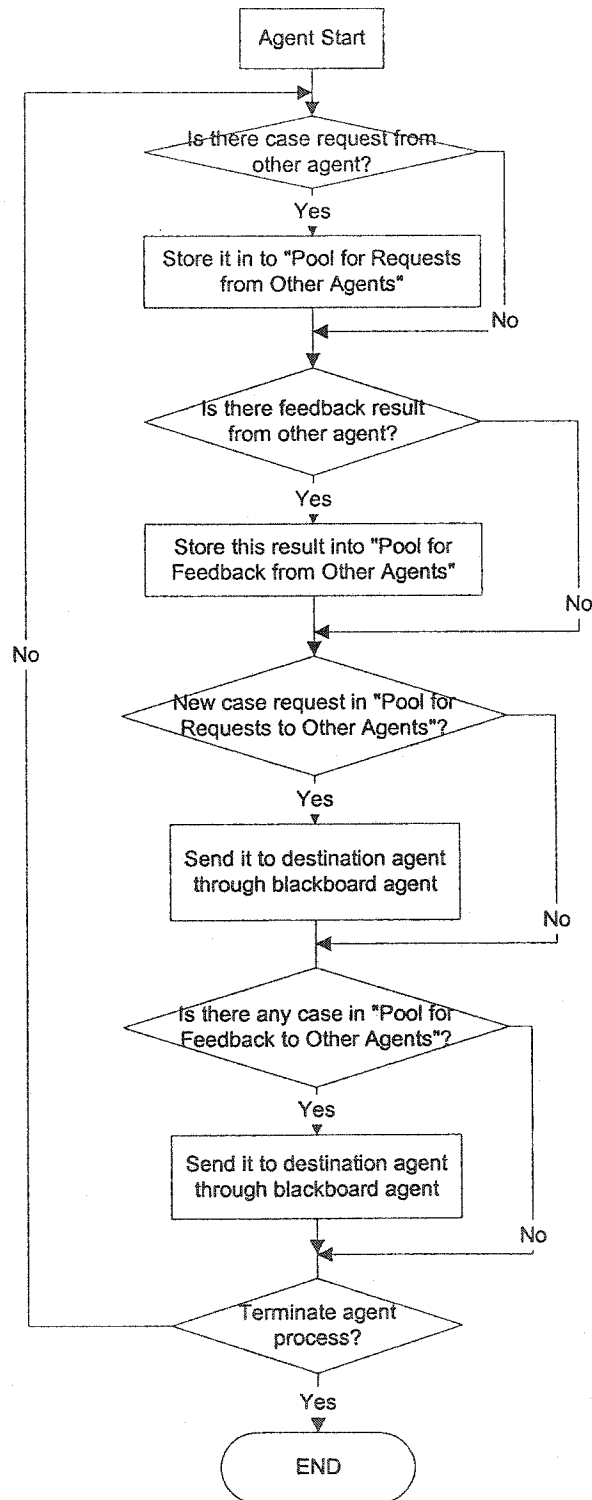 Agent Start
Is there case request from
other agent?
Yes
Store it in to "Pool for Requests
from Other Agents"
No
Is there feedback result
from other agent?
Yes
Store this result into "Pool for
Feedback from Other Agents"
No
No
New case request in "Pool for
Requests to Other Agents"?
Yes
Send it to destination agent
through blackboard agent
No
Is there any case in "Pool for
Feedback to Other Agents"?
Yes
Send it to destination agent
through blackboard agent
No
Terminate agent
process?
Yes
END